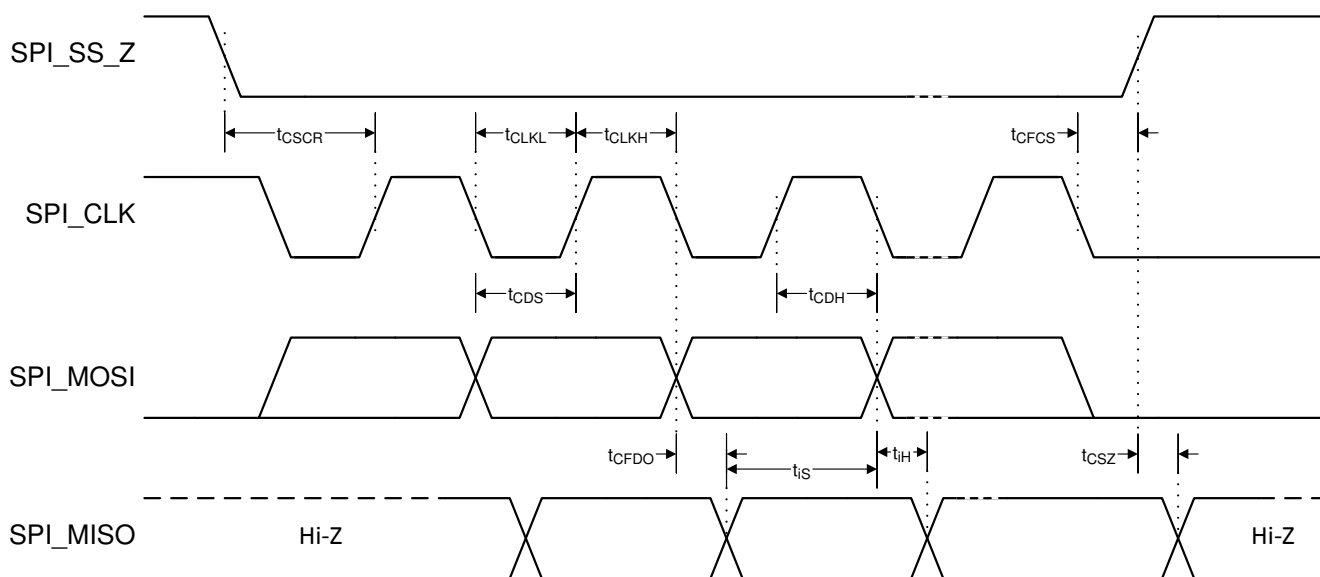 SPI_SS_Z
tCSCR
tCLKL
tCLKH
tCFCS
SPI_CLK
tCDS
tCDH
SPI_MOSI
tCFDO
tiS
tiH
tCSZ
SPI_MISO
Hi-Z
Hi-Z